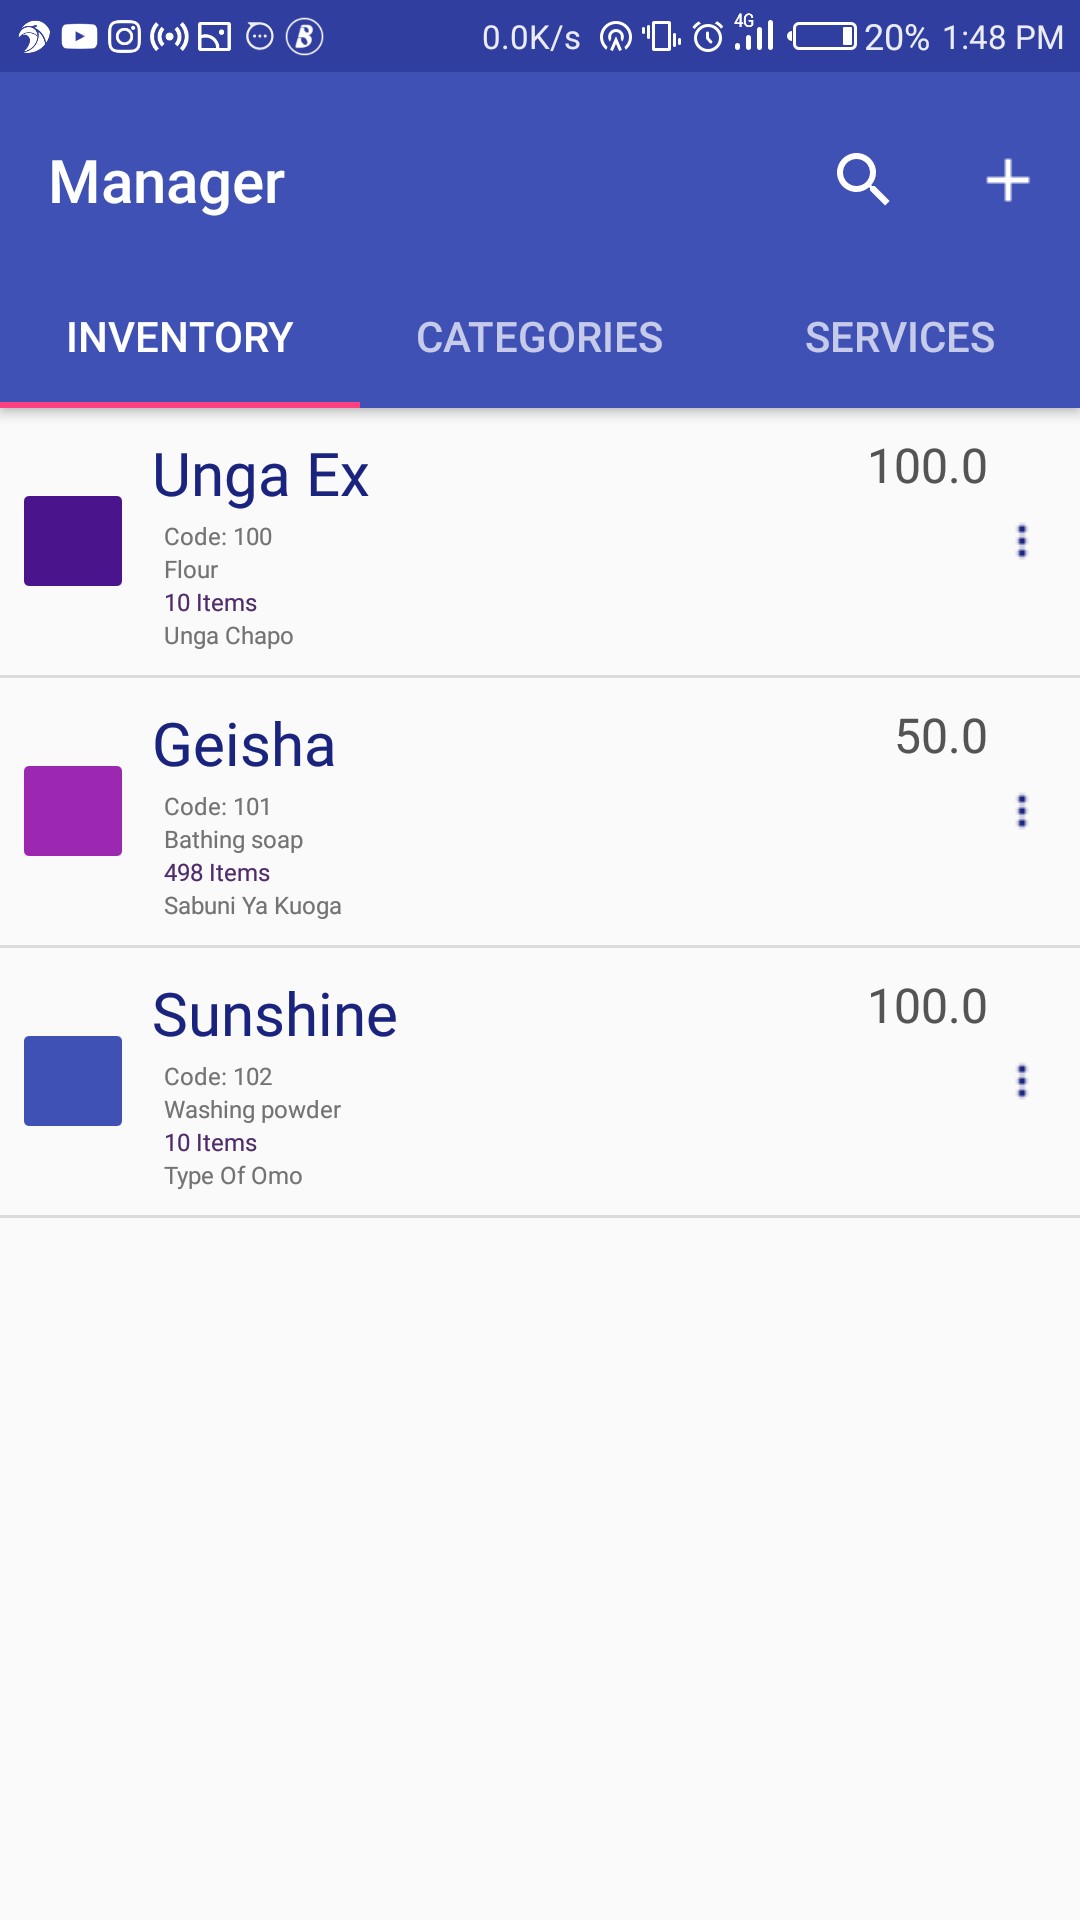 0.0K/s 4G 20% 1:48 PM
Manager
INVENTORY CATEGORIES SERVICES
Unga Ex 100.0
Code: 100
Flour
10 Items
Unga Chapo
Geisha 50.0
Code: 101
Bathing soap
498 Items
Sabuni Ya Kuoga
Sunshine 100.0
Code: 102
Washing powder
10 Items
Type Of Omo